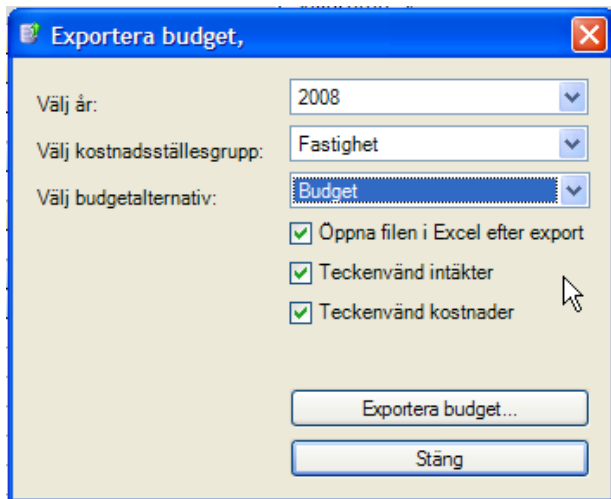 Exportera budget,
Välj år: 2008
Välj kostnadsställesgrupp: Fastighet
Välj budgetalternativ: Budget
Öppna filen i Excel efter export
Teckenvänd intäkter
Teckenvänd kostnader
Exportera budget...
Stäng